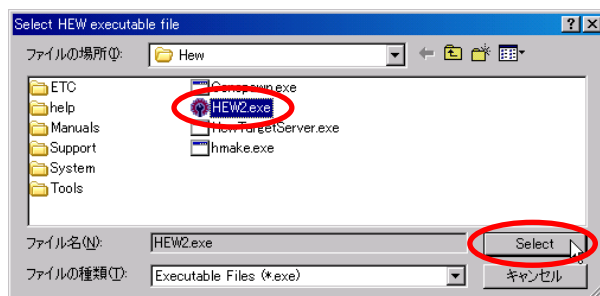 Select HEW executable file
ファイルの場所(I):
Hew
ETC
help
Manuals
Support
System
Tools
Conspawn.exe
HEW2.exe
HewTargetServer.exe
hmake.exe
ファイル名(N):
HEW2.exe
Select
ファイルの種類(T):
Executable Files (*.exe)
キャンセル